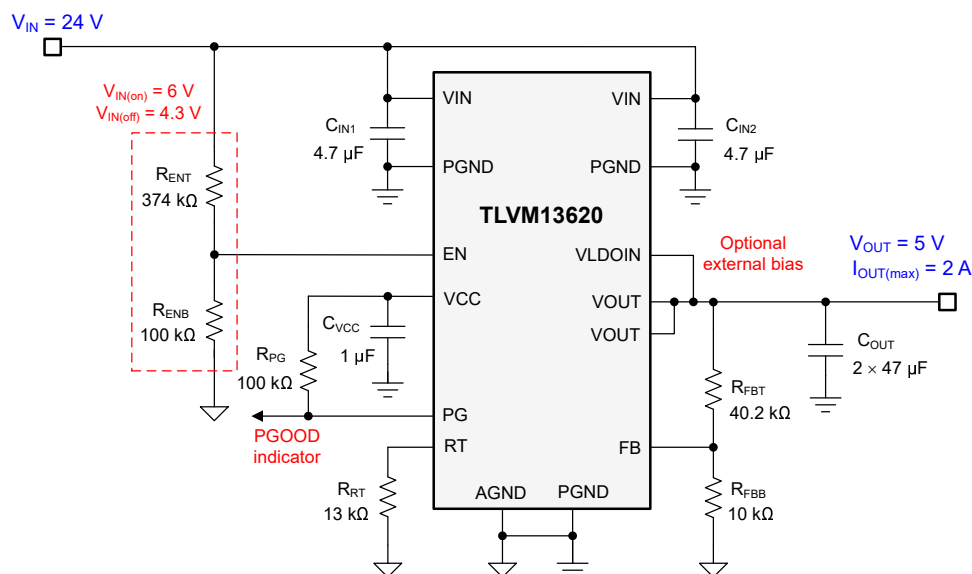 V_IN = 24 V
V_IN(on) = 6 V
V_IN(off) = 4.3 V
R_ENT
374 kΩ
R_ENB
100 kΩ
C_IN1
4.7 µF
VIN
PGND
VIN
PGND
C_IN2
4.7 µF
TLVM13620
EN
VCC
C_VCC
1 µF
R_PG
100 kΩ
PG
PGOOD
indicator
RT
R_RT
13 kΩ
AGND
PGND
VLDOIN
VOUT
VOUT
FB
Optional
external bias
V_OUT = 5 V
I_OUT(max) = 2 A
C_OUT
2 × 47 µF
R_FBT
40.2 kΩ
R_FBB
10 kΩ